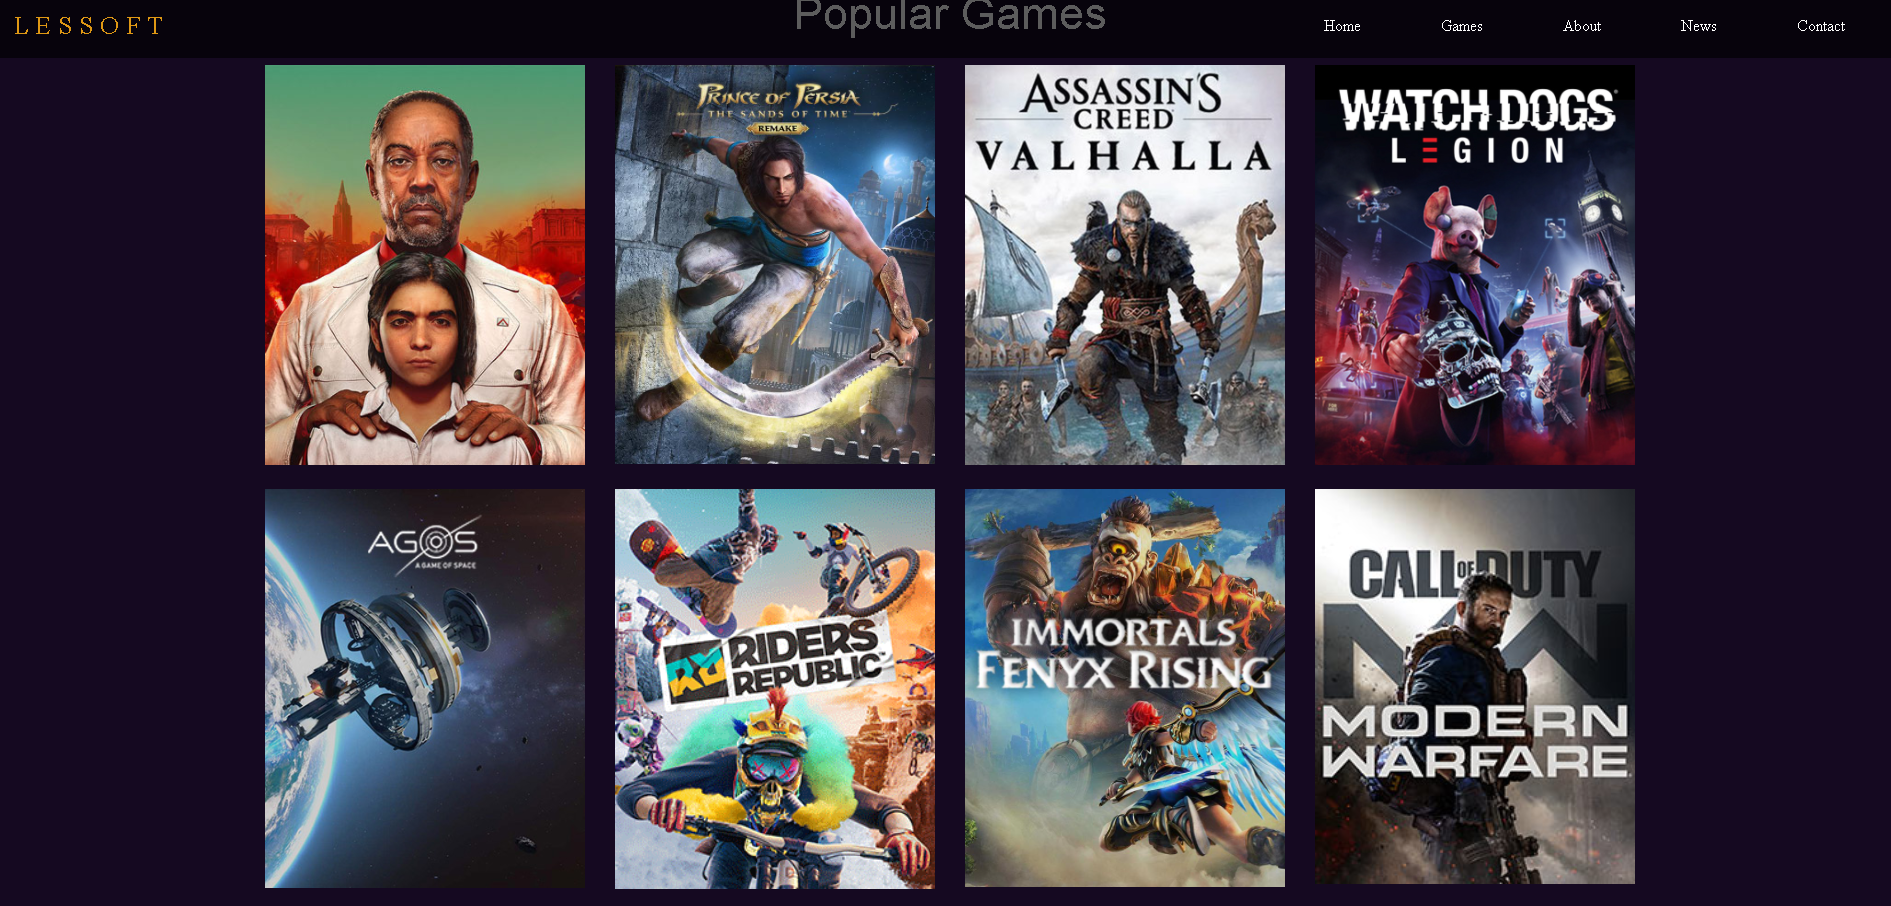 LESSOFT
Popular Games
Home
Games
About
News
Contact
PRINCE OF PERSIA
THE SANDS OF TIME
REMAKE
ASSASSIN'S
CREED
VALHALLA
WATCH DOGS
LEGION
AGOS
A GAME OF SPACE
RIDERS
REPUBLIC
IMMORTALS
FENYX RISING
CALL OF DUTY
MW
MODERN
WARFARE